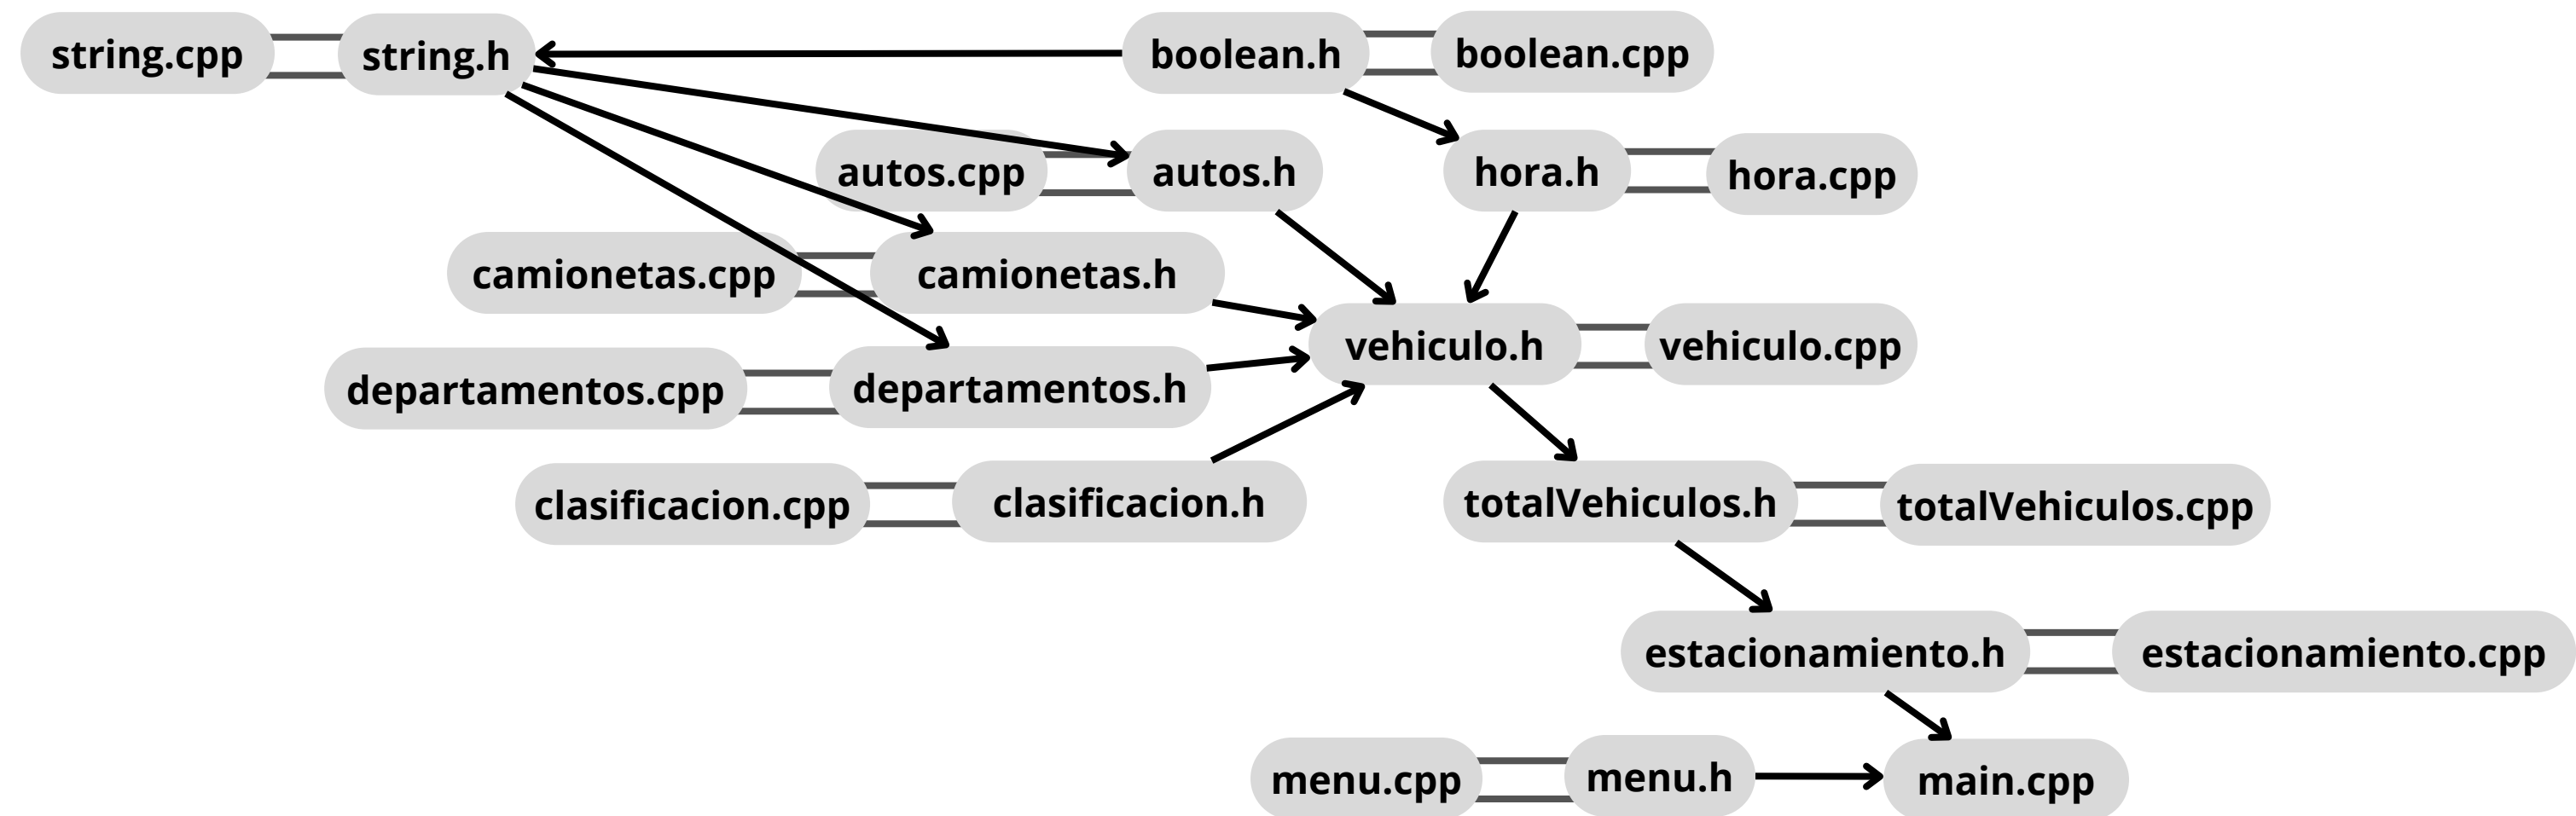 string.cpp
string.h
boolean.h
boolean.cpp
autos.cpp
autos.h
hora.h
hora.cpp
camionetas.cpp
camionetas.h
vehiculo.h
vehiculo.cpp
departamentos.cpp
departamentos.h
clasificacion.cpp
clasificacion.h
totalVehiculos.h
totalVehiculos.cpp
estacionamiento.h
estacionamiento.cpp
menu.cpp
menu.h
main.cpp